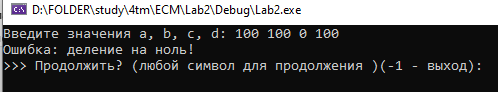 D:\FOLDER\study\4tm\ECM\Lab2\Debug\Lab2.exe
Введите значения a, b, c, d: 100 100 0 100
Ошибка: деление на ноль!
>>> Продолжить? (любой символ для продолжения )(-1 - выход):